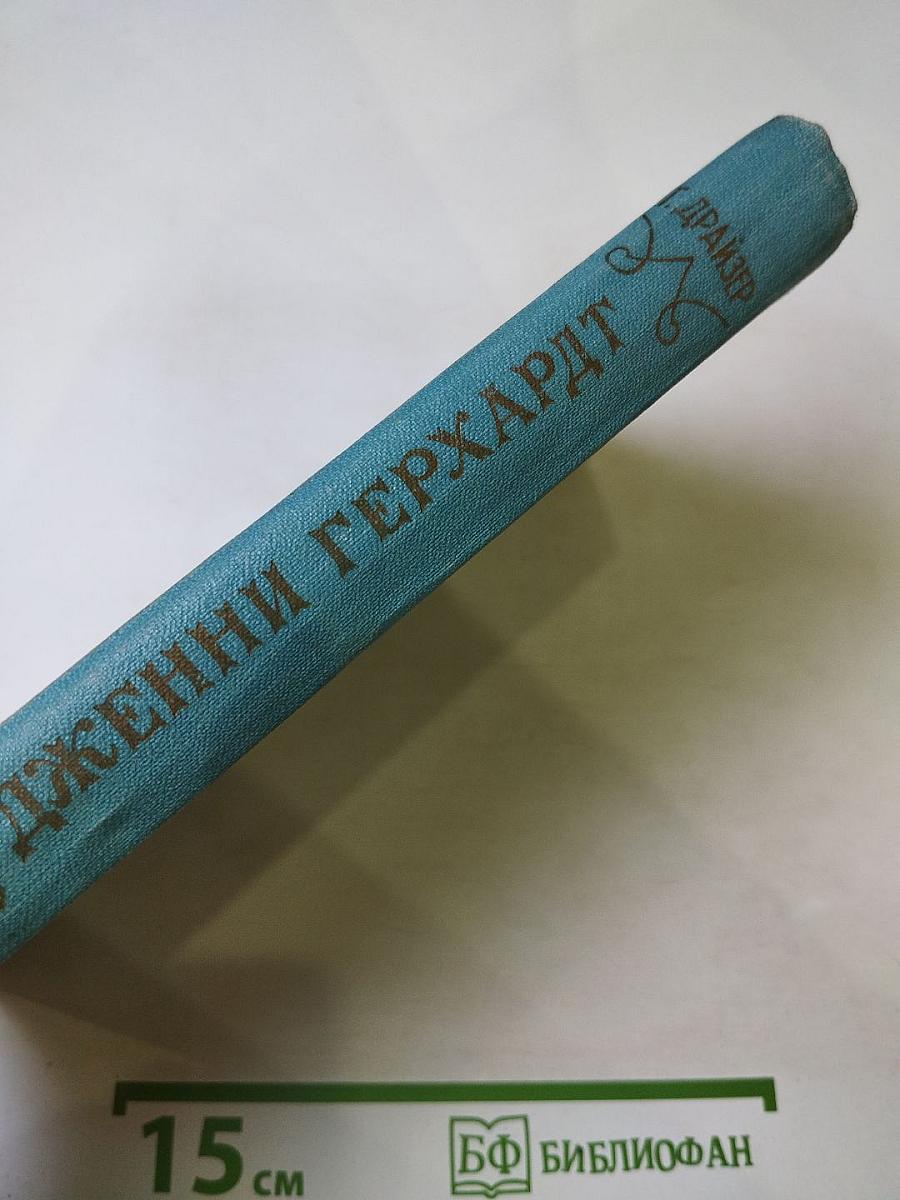 Т. ДРАЙЗЕР
ДЖЕННИ ГЕРХАРДТ
15 см
БФ БИБЛИОФАН